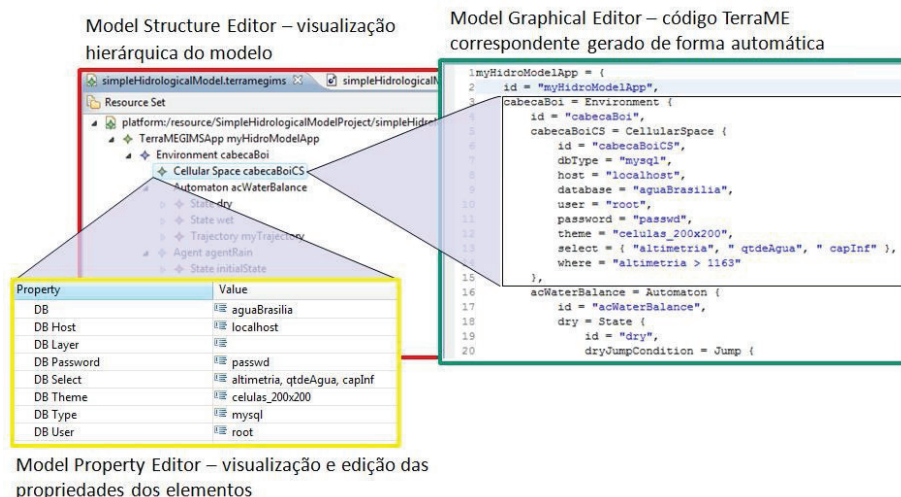 Model Structure Editor – visualização
hierárquica do modelo
Model Graphical Editor – código TerraME
correspondente gerado de forma automática
simpleHidrologicalModel.terramegims
simpleHidrologicalM
Resource Set
platform:/resource/SimpleHidrologicalModelProject/simpleHidrol
TerraMEGIMSApp myHidroModelApp
Environment cabecaBoi
Cellular Space cabecaBoiCS
Automaton acWaterBalance
State dry
State wet
Trajectory myTrajectory
Agent agentRain
State initialState
1 myHidroModelApp = {
2 id = "myHidroModelApp",
3 cabecaBoi = Environment {
4 id = "cabecaBoi",
5 cabecaBoiCS = CellularSpace {
6 id = "cabecaBoiCS",
7 dbType = "mysql",
8 host = "localhost",
9 database = "aguaBrasilia",
10 user = "root",
11 password = "passwd",
12 theme = "celulas_200x200",
13 select = { "altimetria", " qtdeAgua", " capInf" },
14 where = "altimetria > 1163"
15 },
16 acWaterBalance = Automaton {
17 id = "acWaterBalance",
18 dry = State {
19 id = "dry",
20 dryJumpCondition = Jump {
Property Value
DB aguaBrasilia
DB Host localhost
DB Layer
DB Password passwd
DB Select altimetria, qtdeAgua, capInf
DB Theme celulas_200x200
DB Type mysql
DB User root
Model Property Editor – visualização e edição das
propriedades dos elementos